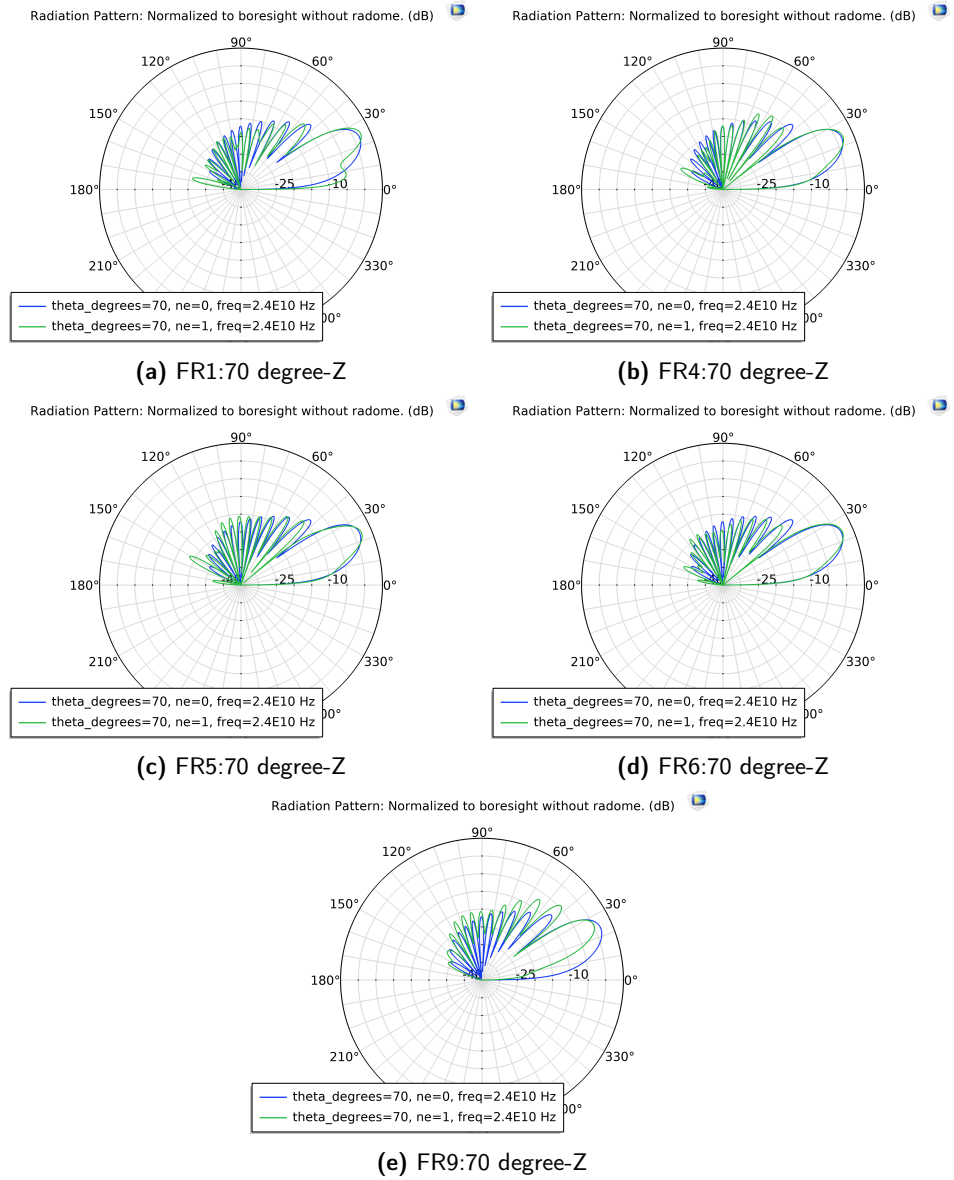 Radiation Pattern: Normalized to boresight without radome. (dB)
90°
120° 60°
150° 30°
180° -25 -10 0°
210° 330°
theta_degrees=70, ne=0, freq=2.4E10 Hz
theta_degrees=70, ne=1, freq=2.4E10 Hz
(a) FR1:70 degree-Z
Radiation Pattern: Normalized to boresight without radome. (dB)
90°
120° 60°
150° 30°
180° -25 -10 0°
210° 330°
theta_degrees=70, ne=0, freq=2.4E10 Hz
theta_degrees=70, ne=1, freq=2.4E10 Hz
(b) FR4:70 degree-Z
Radiation Pattern: Normalized to boresight without radome. (dB)
90°
120° 60°
150° 30°
180° -25 -10 0°
210° 330°
theta_degrees=70, ne=0, freq=2.4E10 Hz
theta_degrees=70, ne=1, freq=2.4E10 Hz
(c) FR5:70 degree-Z
Radiation Pattern: Normalized to boresight without radome. (dB)
90°
120° 60°
150° 30°
180° -25 -10 0°
210° 330°
theta_degrees=70, ne=0, freq=2.4E10 Hz
theta_degrees=70, ne=1, freq=2.4E10 Hz
(d) FR6:70 degree-Z
Radiation Pattern: Normalized to boresight without radome. (dB)
90°
120° 60°
150° 30°
180° -25 -10 0°
210° 330°
theta_degrees=70, ne=0, freq=2.4E10 Hz
theta_degrees=70, ne=1, freq=2.4E10 Hz
(e) FR9:70 degree-Z